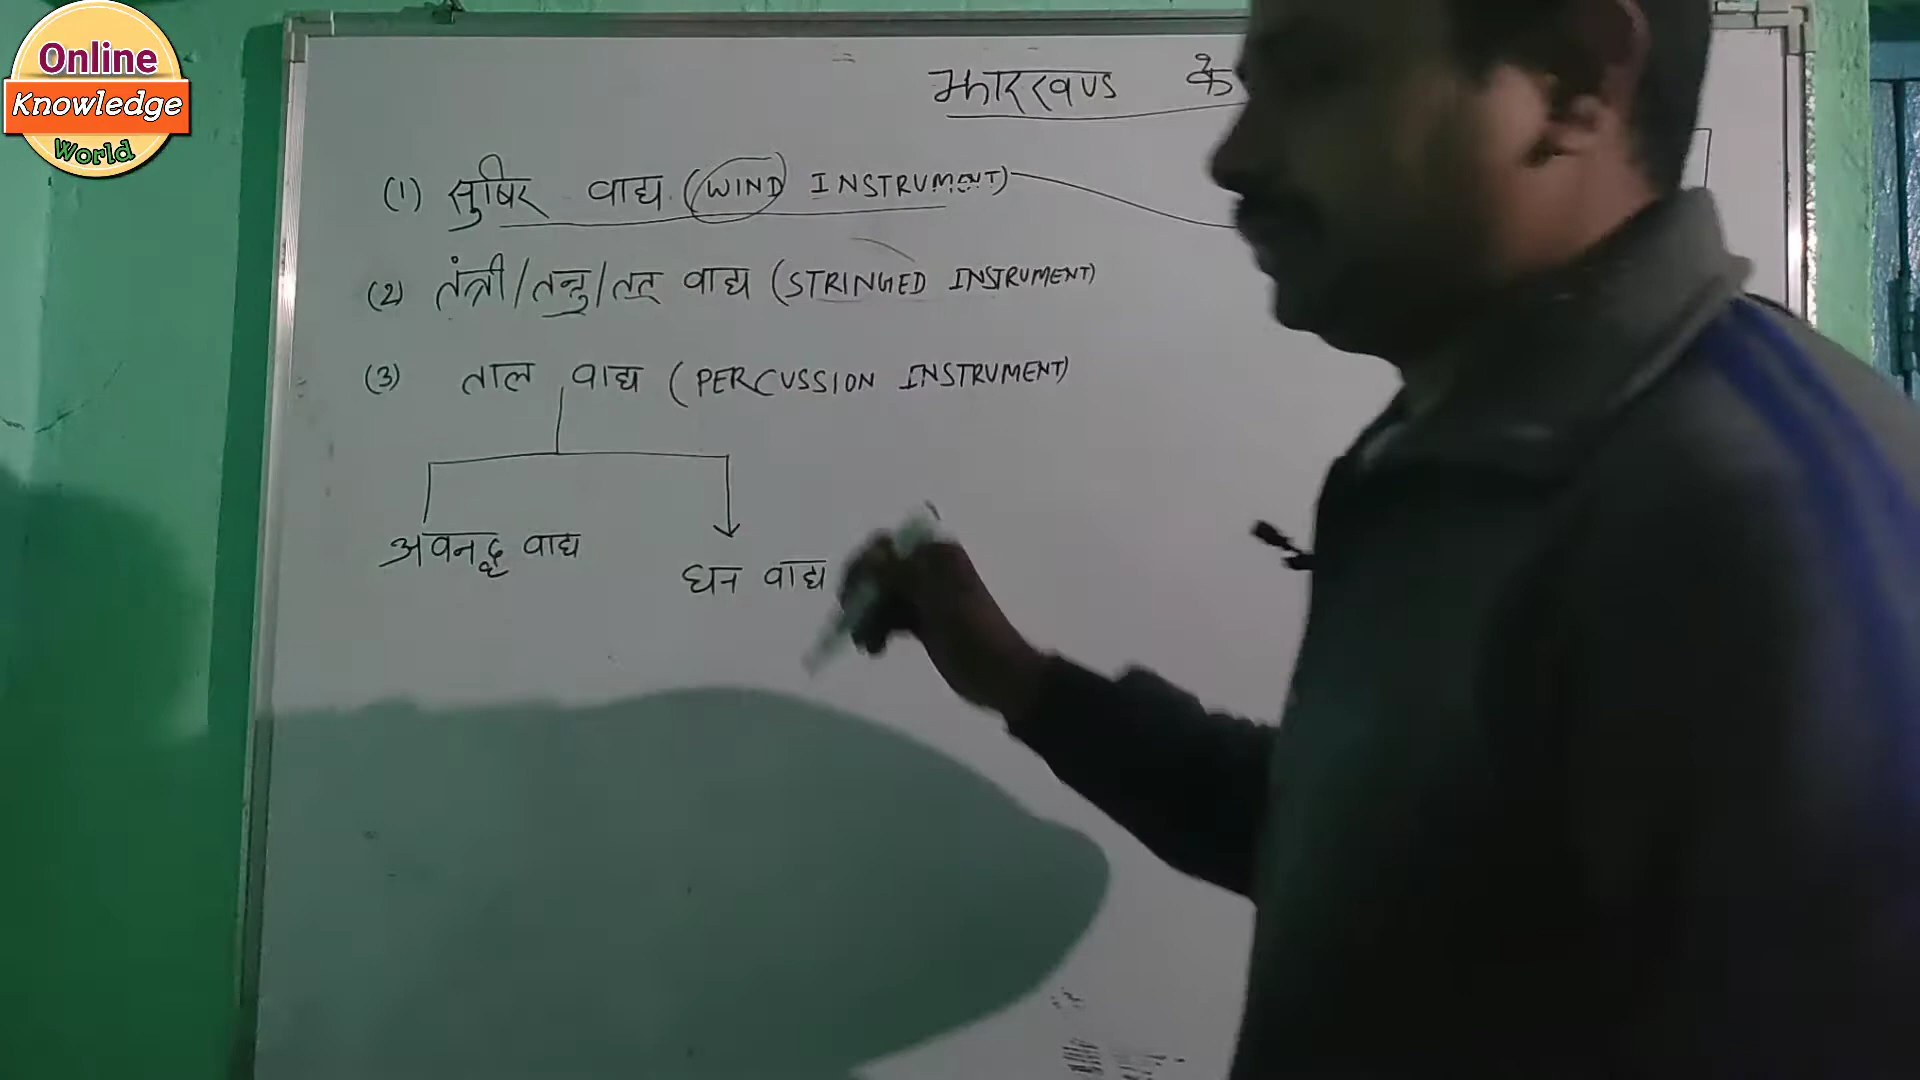 Online
Knowledge
World
झारखण्ड के
(1) सुषिर वाद्य (WIND INSTRUMENT)
(2) तंत्री/तन्तु/तत् वाद्य (STRINGED INSTRUMENT)
(3) ताल वाद्य (PERCUSSION INSTRUMENT)
अवनद्ध वाद्य
घन वाद्य